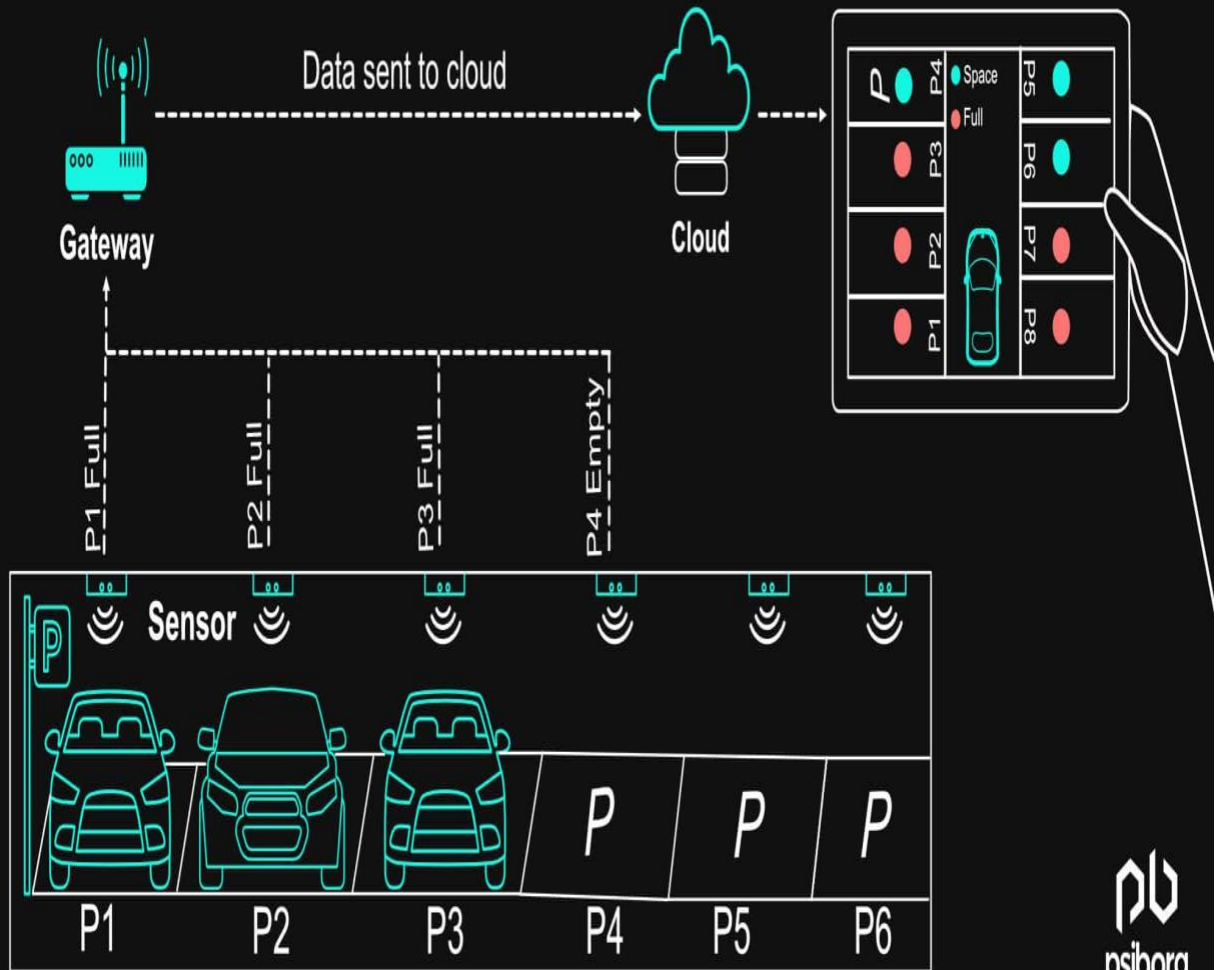 Data sent to cloud
Gateway
Cloud
P
P4
Space
Full
P3
P2
P1
P5
P6
P7
P8
P1 Full
P2 Full
P3 Full
P4 Empty
Sensor
P
P
P
P
P1
P2
P3
P4
P5
P6
pb
psiborg